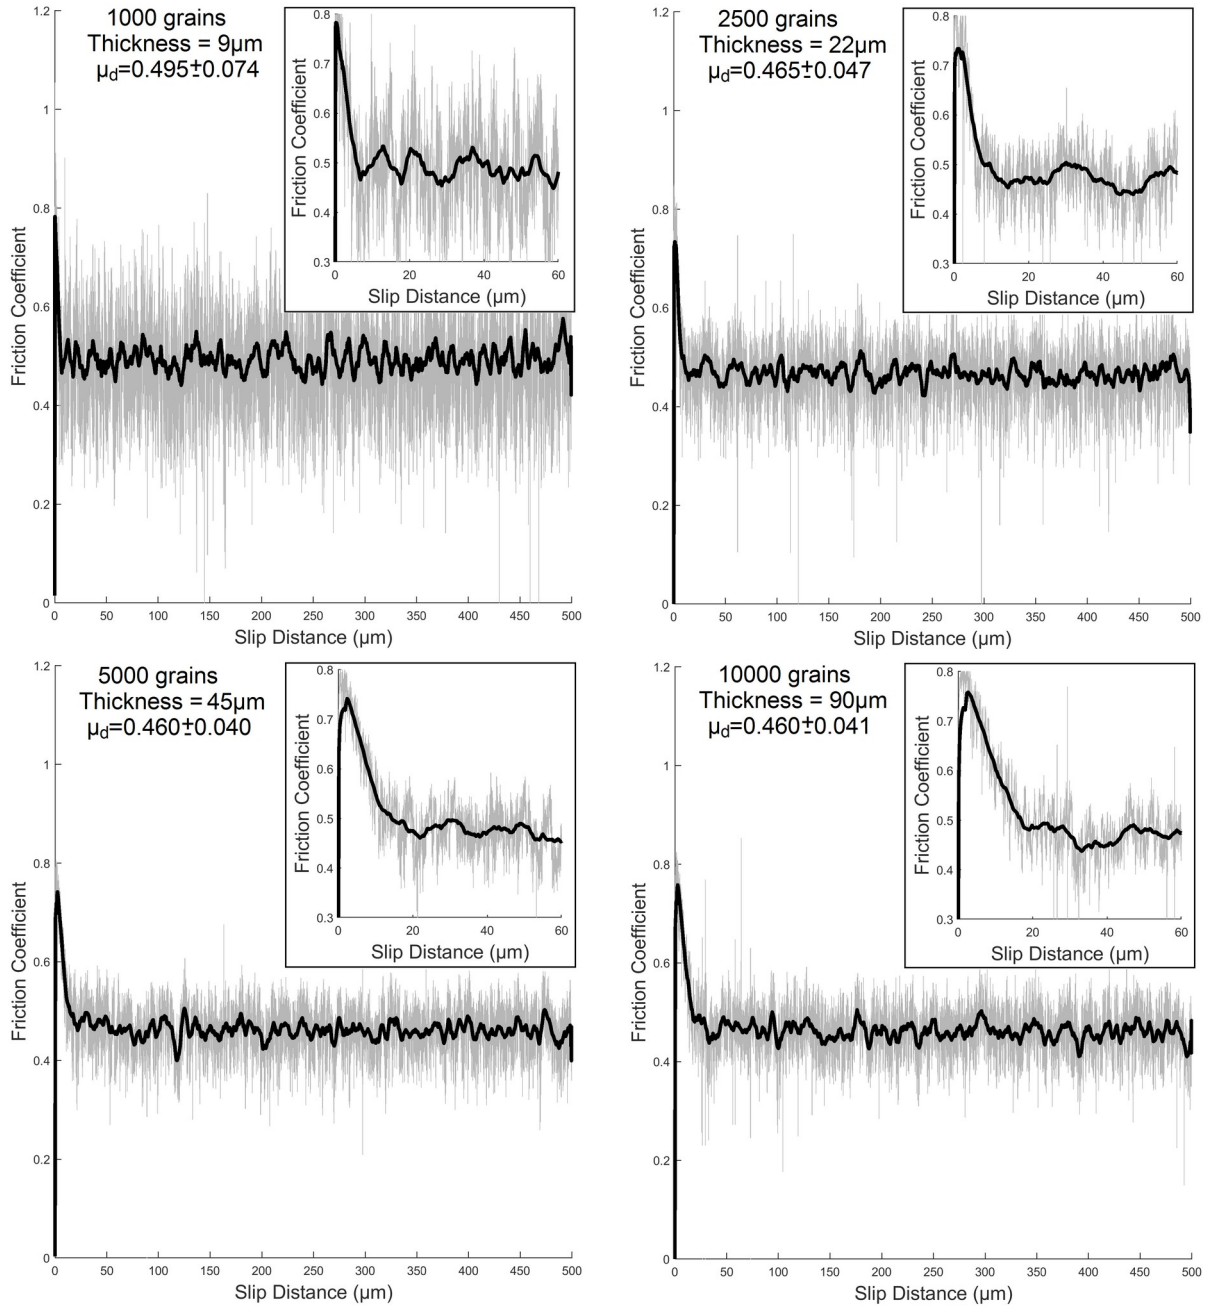 1000 grains
Thickness = 9µm
µd=0.495±0.074
Friction Coefficient
1.2
1
0.8
0.6
0.4
0.2
0
0 50 100 150 200 250 300 350 400 450 500
Slip Distance (µm)
Friction Coefficient
0.8
0.7
0.6
0.5
0.4
0.3
0 20 40 60
Slip Distance (µm)
2500 grains
Thickness = 22µm
µd=0.465±0.047
Friction Coefficient
1.2
1
0.8
0.6
0.4
0.2
0
0 50 100 150 200 250 300 350 400 450 500
Slip Distance (µm)
Friction Coefficient
0.8
0.7
0.6
0.5
0.4
0.3
0 20 40 60
Slip Distance (µm)
5000 grains
Thickness = 45µm
µd=0.460±0.040
Friction Coefficient
1.2
1
0.8
0.6
0.4
0.2
0
0 50 100 150 200 250 300 350 400 450 500
Slip Distance (µm)
Friction Coefficient
0.8
0.7
0.6
0.5
0.4
0.3
0 20 40 60
Slip Distance (µm)
10000 grains
Thickness = 90µm
µd=0.460±0.041
Friction Coefficient
1.2
1
0.8
0.6
0.4
0.2
0
0 50 100 150 200 250 300 350 400 450 500
Slip Distance (µm)
Friction Coefficient
0.8
0.7
0.6
0.5
0.4
0.3
0 20 40 60
Slip Distance (µm)